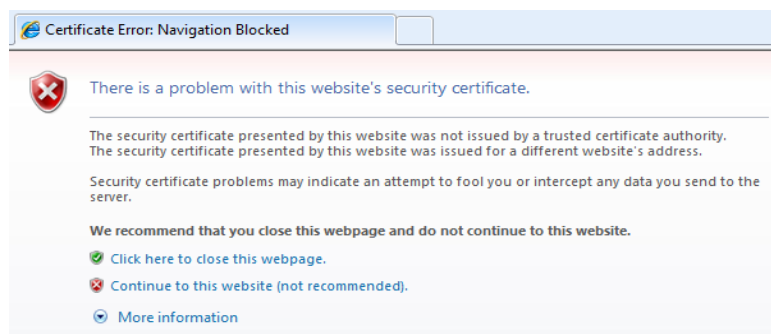 Certificate Error: Navigation Blocked
There is a problem with this website's security certificate.
The security certificate presented by this website was not issued by a trusted certificate authority.
The security certificate presented by this website was issued for a different website's address.
Security certificate problems may indicate an attempt to fool you or intercept any data you send to the
server.
We recommend that you close this webpage and do not continue to this website.
Click here to close this webpage.
Continue to this website (not recommended).
More information